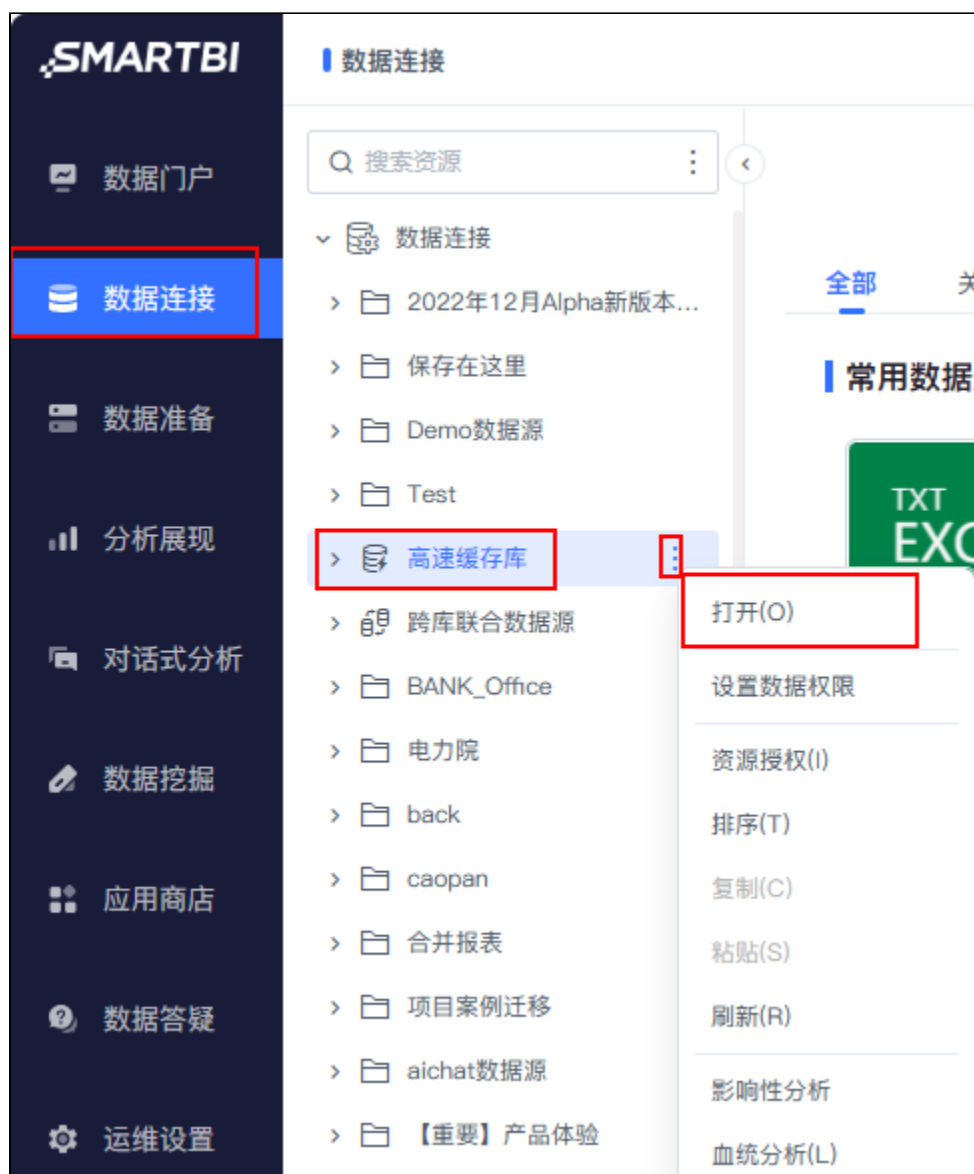 SMARTBI
数据门户
数据连接
数据准备
分析展现
对话式分析
数据挖掘
应用商店
数据答疑
运维设置
数据连接
搜索资源
数据连接
2022年12月Alpha新版本...
保存在这里
Demo数据源
Test
高速缓存库
跨库联合数据源
BANK_Office
电力院
back
caopan
合并报表
项目案例迁移
aichat数据源
【重要】产品体验
全部
常用数据
TXT
打开(O)
设置数据权限
资源授权(I)
排序(T)
复制(C)
粘贴(S)
刷新(R)
影响性分析
血统分析(L)